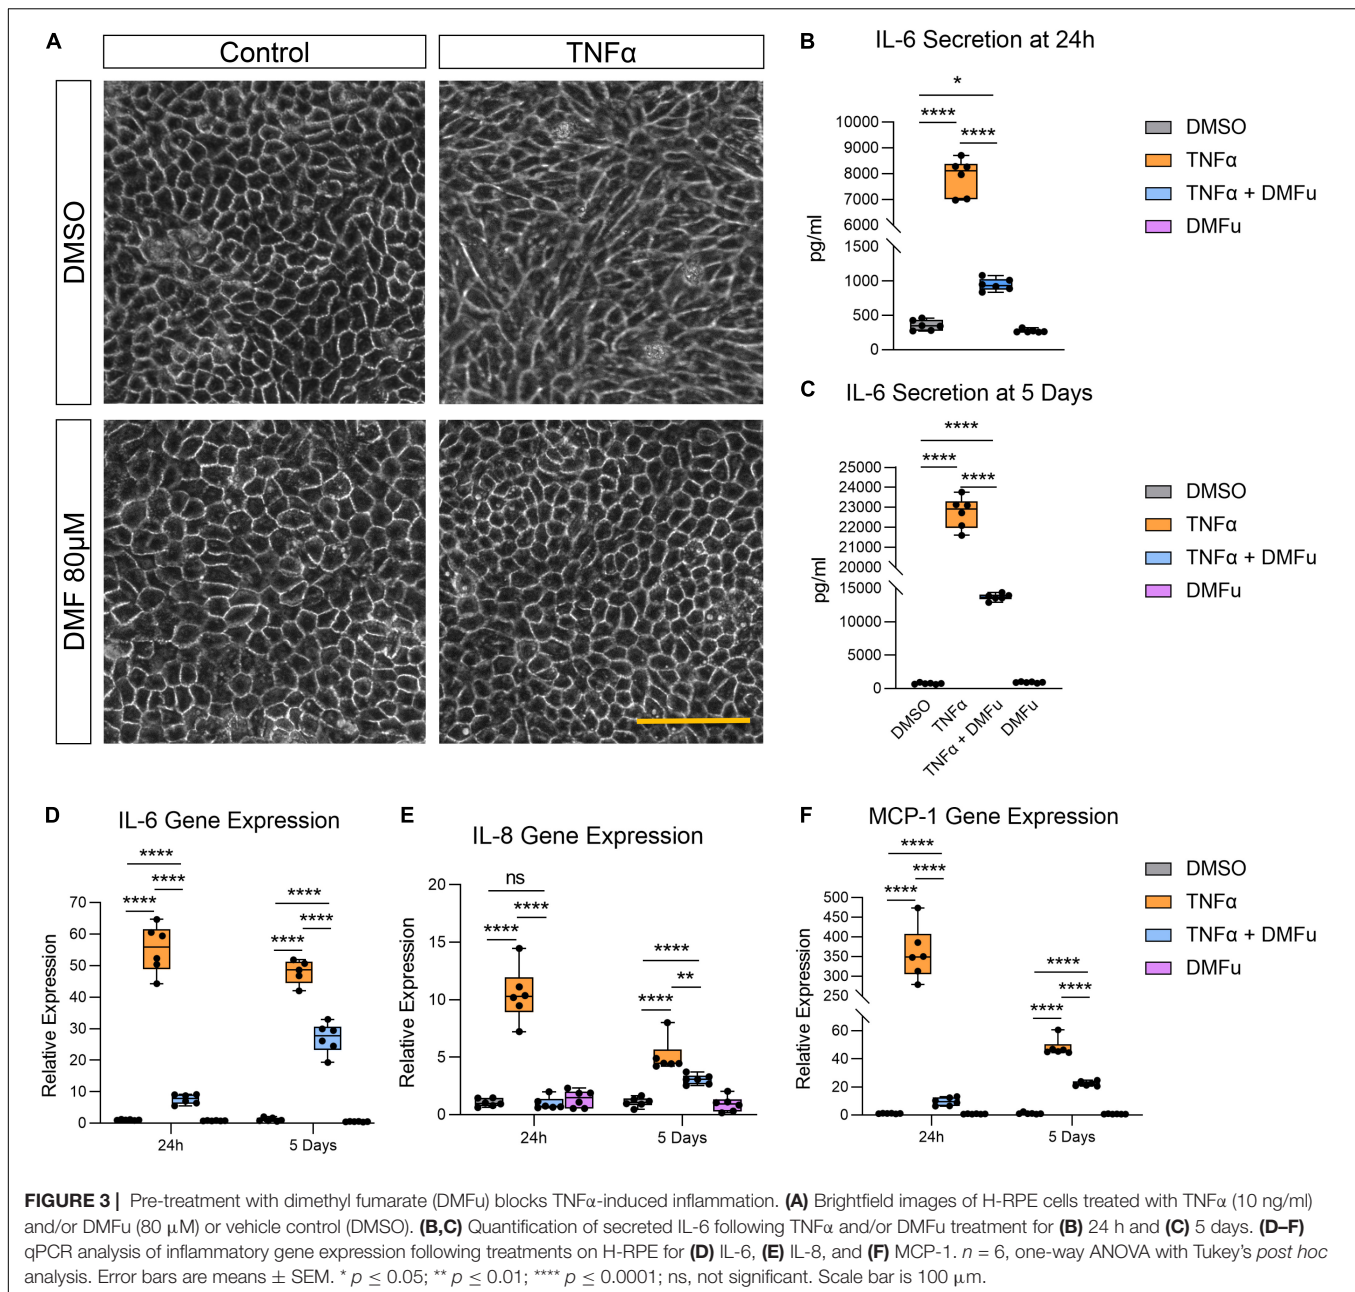 A
Control
TNFα
DMSO
DMF 80μM
B
IL-6 Secretion at 24h
*
****
****
10000
8000
7000
6000
1500
1000
500
0
pg/ml
DMSO
TNFα
TNFα + DMFu
DMFu
C
IL-6 Secretion at 5 Days
****
****
****
25000
24000
23000
22000
21000
20000
15000
10000
5000
0
pg/ml
DMSO
TNFα
TNFα + DMFu
DMFu
DMSO
TNFα
TNFα + DMFu
DMFu
D
IL-6 Gene Expression
****
****
****
****
****
****
70
60
50
40
30
20
10
0
Relative Expression
24h
5 Days
E
IL-8 Gene Expression
ns
****
****
****
**
****
20
15
10
5
0
Relative Expression
24h
5 Days
F
MCP-1 Gene Expression
****
****
****
****
****
****
500
450
400
350
300
250
60
40
20
0
Relative Expression
24h
5 Days
DMSO
TNFα
TNFα + DMFu
DMFu
FIGURE 3 | Pre-treatment with dimethyl fumarate (DMFu) blocks TNFα-induced inflammation. (A) Brightfield images of H-RPE cells treated with TNFα (10 ng/ml)
and/or DMFu (80 μM) or vehicle control (DMSO). (B,C) Quantification of secreted IL-6 following TNFα and/or DMFu treatment for (B) 24 h and (C) 5 days. (D–F)
qPCR analysis of inflammatory gene expression following treatments on H-RPE for (D) IL-6, (E) IL-8, and (F) MCP-1. n = 6, one-way ANOVA with Tukey's post hoc
analysis. Error bars are means ± SEM. * p ≤ 0.05; ** p ≤ 0.01; **** p ≤ 0.0001; ns, not significant. Scale bar is 100 μm.